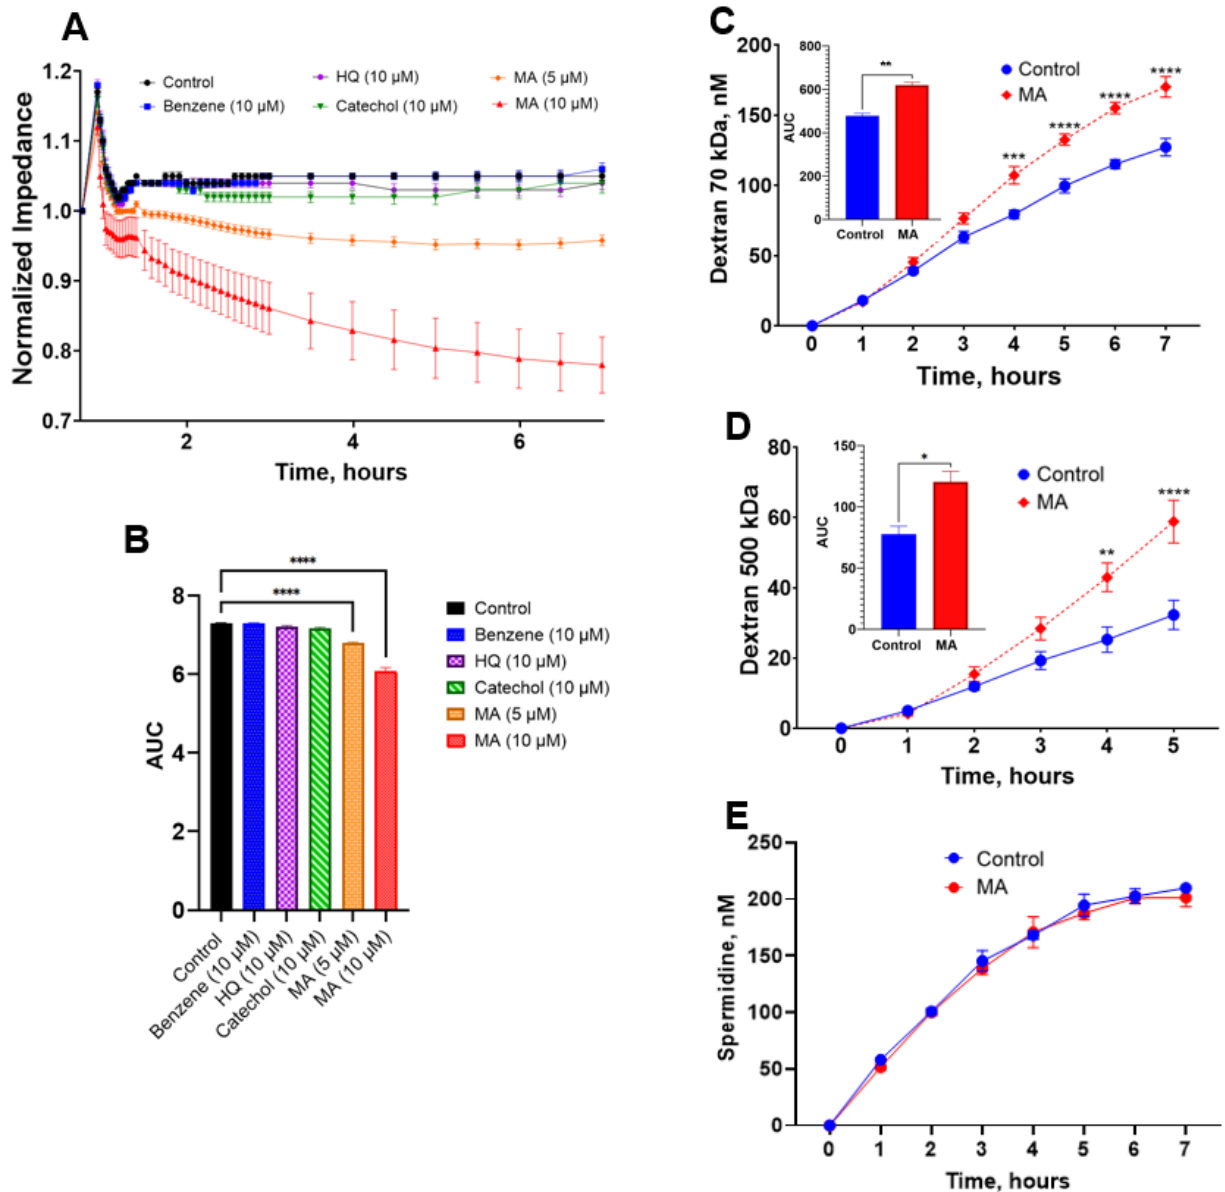 A
1.2
1.1
1.0
0.9
0.8
0.7
Normalized Impedance
Control
Benzene (10 µM)
HQ (10 µM)
Catechol (10 µM)
MA (5 µM)
MA (10 µM)
2 4 6
Time, hours
B
****
****
8
6
4
2
0
AUC
Control
Benzene (10 µM)
HQ (10 µM)
Catechol (10 µM)
MA (5 µM)
MA (10 µM)
Control
Benzene (10 µM)
HQ (10 µM)
Catechol (10 µM)
MA (5 µM)
MA (10 µM)
C
200
150
100
50
0
Dextran 70 kDa, nM
800
600
400
200
0
AUC
**
Control MA
Control
MA
***
****
****
****
0 1 2 3 4 5 6 7
Time, hours
D
80
60
40
20
0
Dextran 500 kDa
150
100
50
0
AUC
*
Control MA
Control
MA
**
****
0 1 2 3 4 5
Time, hours
E
250
200
150
100
50
0
Spermidine, nM
Control
MA
0 1 2 3 4 5 6 7
Time, hours